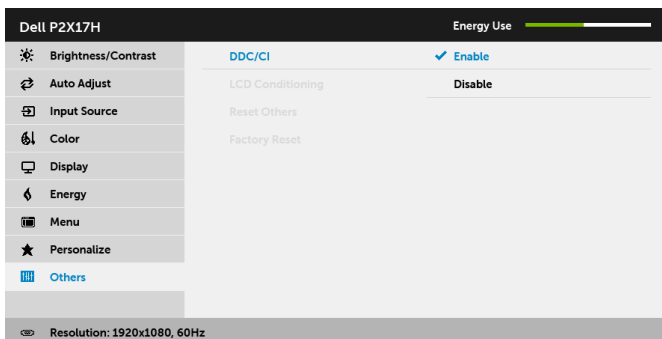 Dell P2X17H Energy Use
Brightness/Contrast DDC/CI Enable
Auto Adjust LCD Conditioning Disable
Input Source Reset Others
Color Factory Reset
Display
Energy
Menu
Personalize
Others
Resolution: 1920x1080, 60Hz